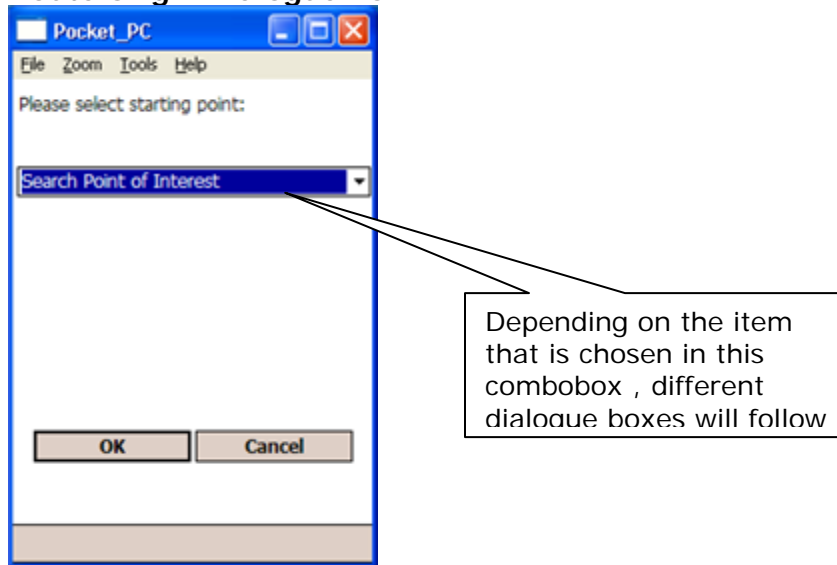 Pocket_PC
File Zoom Tools Help
Please select starting point:
Search Point of Interest
Depending on the item
that is chosen in this
combobox , different
dialogue boxes will follow
OK Cancel